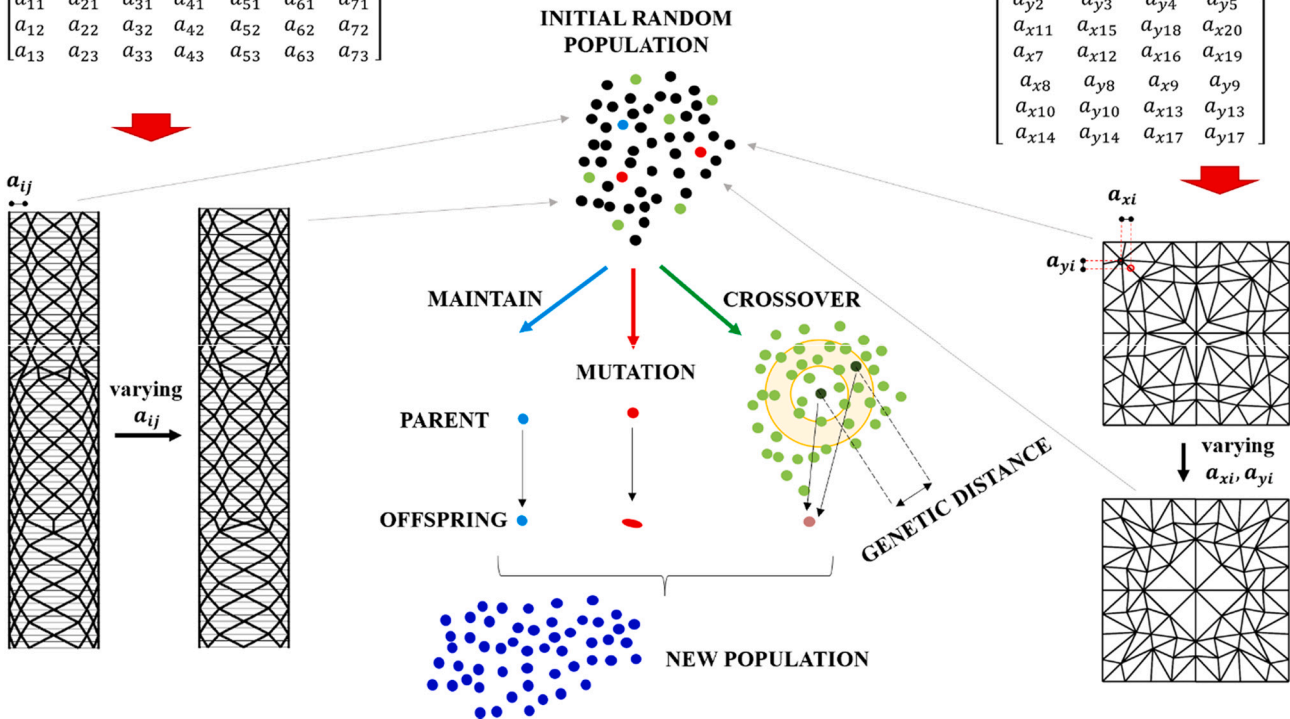 a11 a21 a31 a41 a51 a61 a71
a12 a22 a32 a42 a52 a62 a72
a13 a23 a33 a43 a53 a63 a73
INITIAL RANDOM
POPULATION
ay2 ay3 ay4 ay5
ax11 ax15 ay18 ax20
ax7 ax12 ax16 ax19
ax8 ay8 ax9 ay9
ax10 ay10 ax13 ay13
ax14 ay14 ax17 ay17
aij
varying
aij
MAINTAIN
CROSSOVER
MUTATION
PARENT
OFFSPRING
GENETIC DISTANCE
NEW POPULATION
axi
ayi
varying
axi, ayi